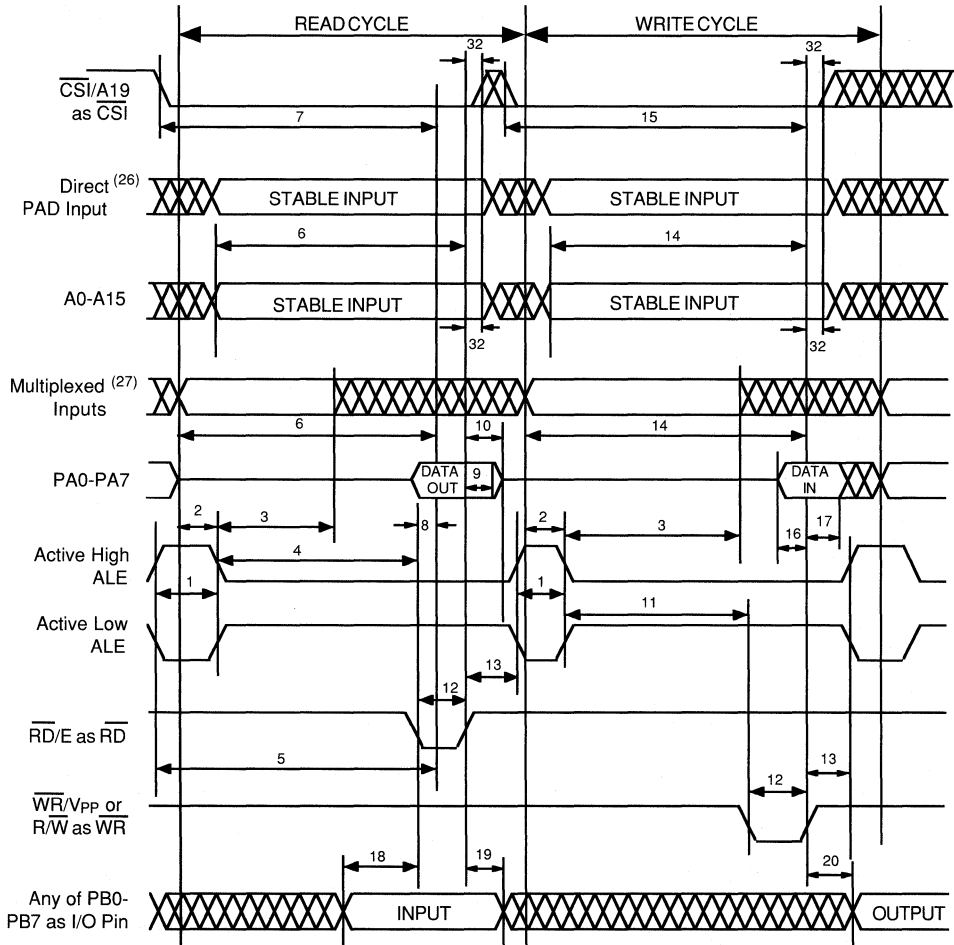 READ CYCLE
WRITE CYCLE
32
32
CSI/A19
as CSI
7
15
Direct (26)
PAD Input
STABLE INPUT
STABLE INPUT
6
14
A0-A15
STABLE INPUT
STABLE INPUT
32
32
Multiplexed (27)
Inputs
6
10
14
PA0-PA7
DATA
OUT
9
DATA
IN
2
3
8
2
3
16
17
4
Active High
ALE
1
1
11
Active Low
ALE
13
12
RD/E as RD
5
13
12
WR/VPP or
R/W as WR
18
19
20
Any of PB0-
PB7 as I/O Pin
INPUT
OUTPUT